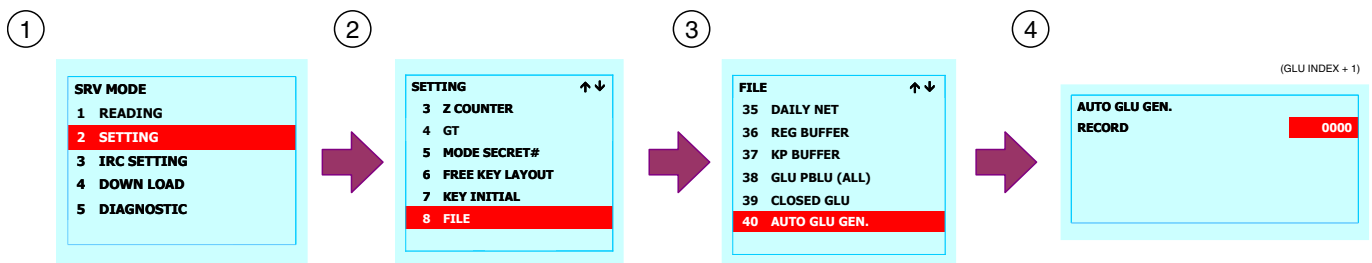 1
SRV MODE
1 READING
2 SETTING
3 IRC SETTING
4 DOWN LOAD
5 DIAGNOSTIC
2
SETTING ↑↓
3 Z COUNTER
4 GT
5 MODE SECRET#
6 FREE KEY LAYOUT
7 KEY INITIAL
8 FILE
3
FILE ↑↓
35 DAILY NET
36 REG BUFFER
37 KP BUFFER
38 GLU PBLU (ALL)
39 CLOSED GLU
40 AUTO GLU GEN.
4
(GLU INDEX + 1)
AUTO GLU GEN.
RECORD 0000